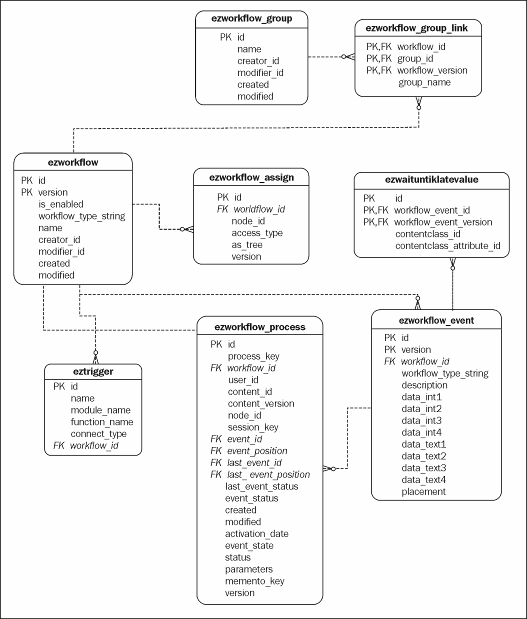 ezworkflow_group
PK id
name
creator_id
modifier_id
created
modified
ezworkflow_group_link
PK,FK workflow_id
PK,FK group_id
PK,FK workflow_version
group_name
ezworkflow
PK id
PK version
is_enabled
workflow_type_string
name
creator_id
modifier_id
created
modified
ezworkflow_assign
PK id
FK worldflow_id
node_id
access_type
as_tree
version
ezwaituntiklatevalue
PK id
PK,FK workflow_event_id
PK,FK workflow_event_version
contentclass_id
contentclass_attribute_id
eztrigger
PK id
name
module_name
function_name
connect_type
FK workflow_id
ezworkflow_process
PK id
process_key
FK workflow_id
user_id
content_id
content_version
node_id
session_key
FK event_id
FK event_position
FK last_event_id
FK last_ event_position
last_event_status
event_status
created
modified
activation_date
event_state
status
parameters
memento_key
version
ezworkflow_event
PK id
PK version
FK workflow_id
workflow_type_string
description
data_int1
data_int2
data_int3
data_int4
data_text1
data_text2
data_text3
data_text4
placement